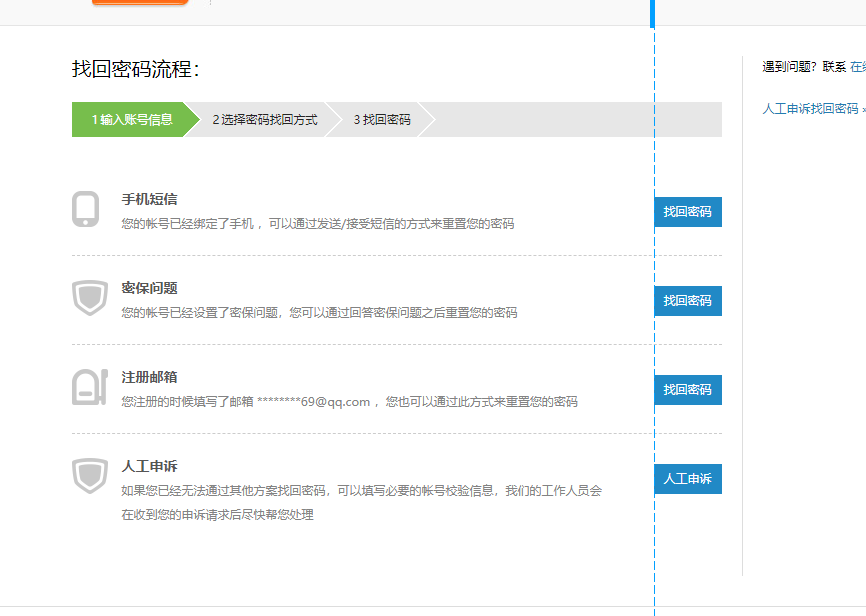 找回密码流程：
遇到问题？联系 在
人工申诉找回密码
1 输入账号信息
2 选择密码找回方式
3 找回密码
手机短信
您的帐号已经绑定了手机 ，可以通过发送/接受短信的方式来重置您的密码
找回密码
密保问题
您的帐号已经设置了密保问题，您可以通过回答密保问题之后重置您的密码
找回密码
注册邮箱
您注册的时候填写了邮箱 ********69@qq.com ，您也可以通过此方式来重置您的密码
找回密码
人工申诉
如果您已经无法通过其他方案找回密码，可以填写必要的帐号校验信息，我们的工作人员会
在收到您的申诉请求后尽快帮您处理
人工申诉